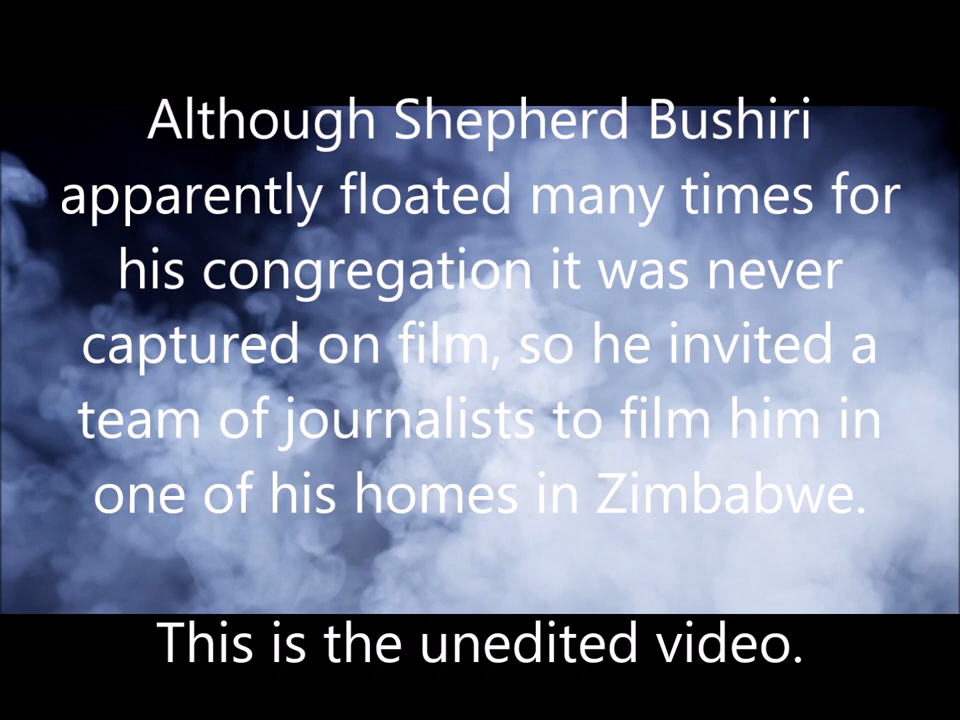 Although Shepherd Bushiri
apparently floated many times for
his congregation it was never
captured on film, so he invited a
team of journalists to film him in
one of his homes in Zimbabwe.
This is the unedited video.